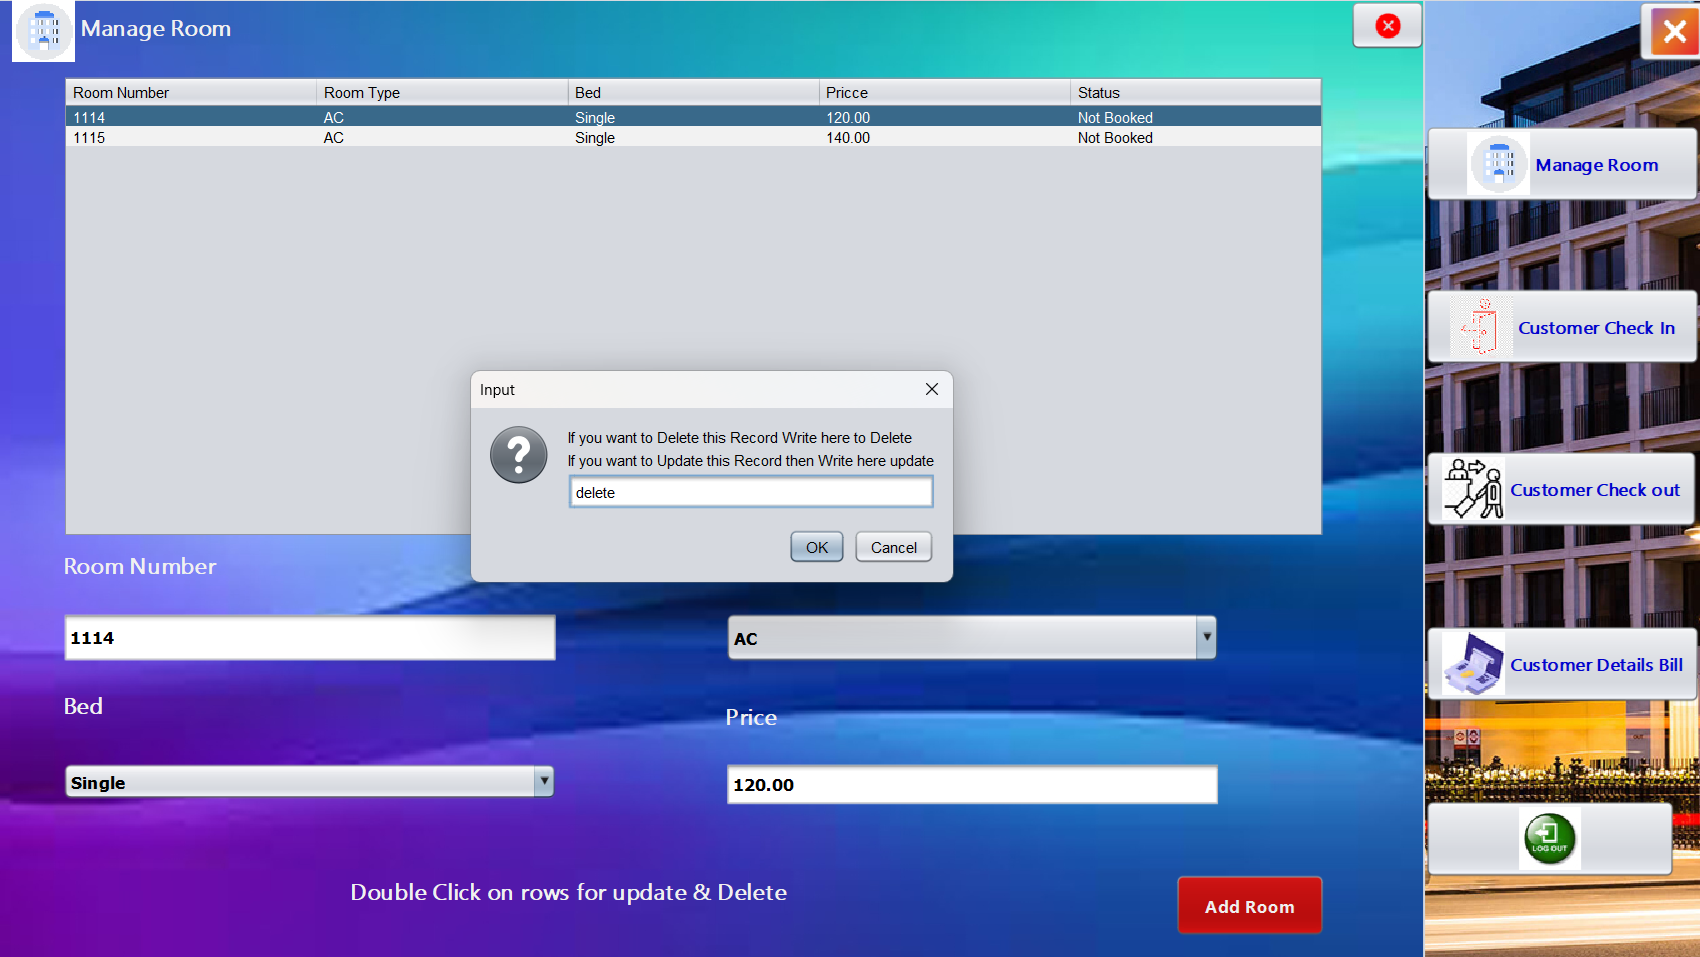 Manage Room
Room Number Room Type Bed Pricce Status
1114 AC Single 120.00 Not Booked
1115 AC Single 140.00 Not Booked
Input
If you want to Delete this Record Write here to Delete
If you want to Update this Record then Write here update
delete
OK Cancel
Room Number
1114
AC
Bed
Price
Single
120.00
Double Click on rows for update & Delete
Add Room
Manage Room
Customer Check In
Customer Check out
Customer Details Bill
LOG OUT